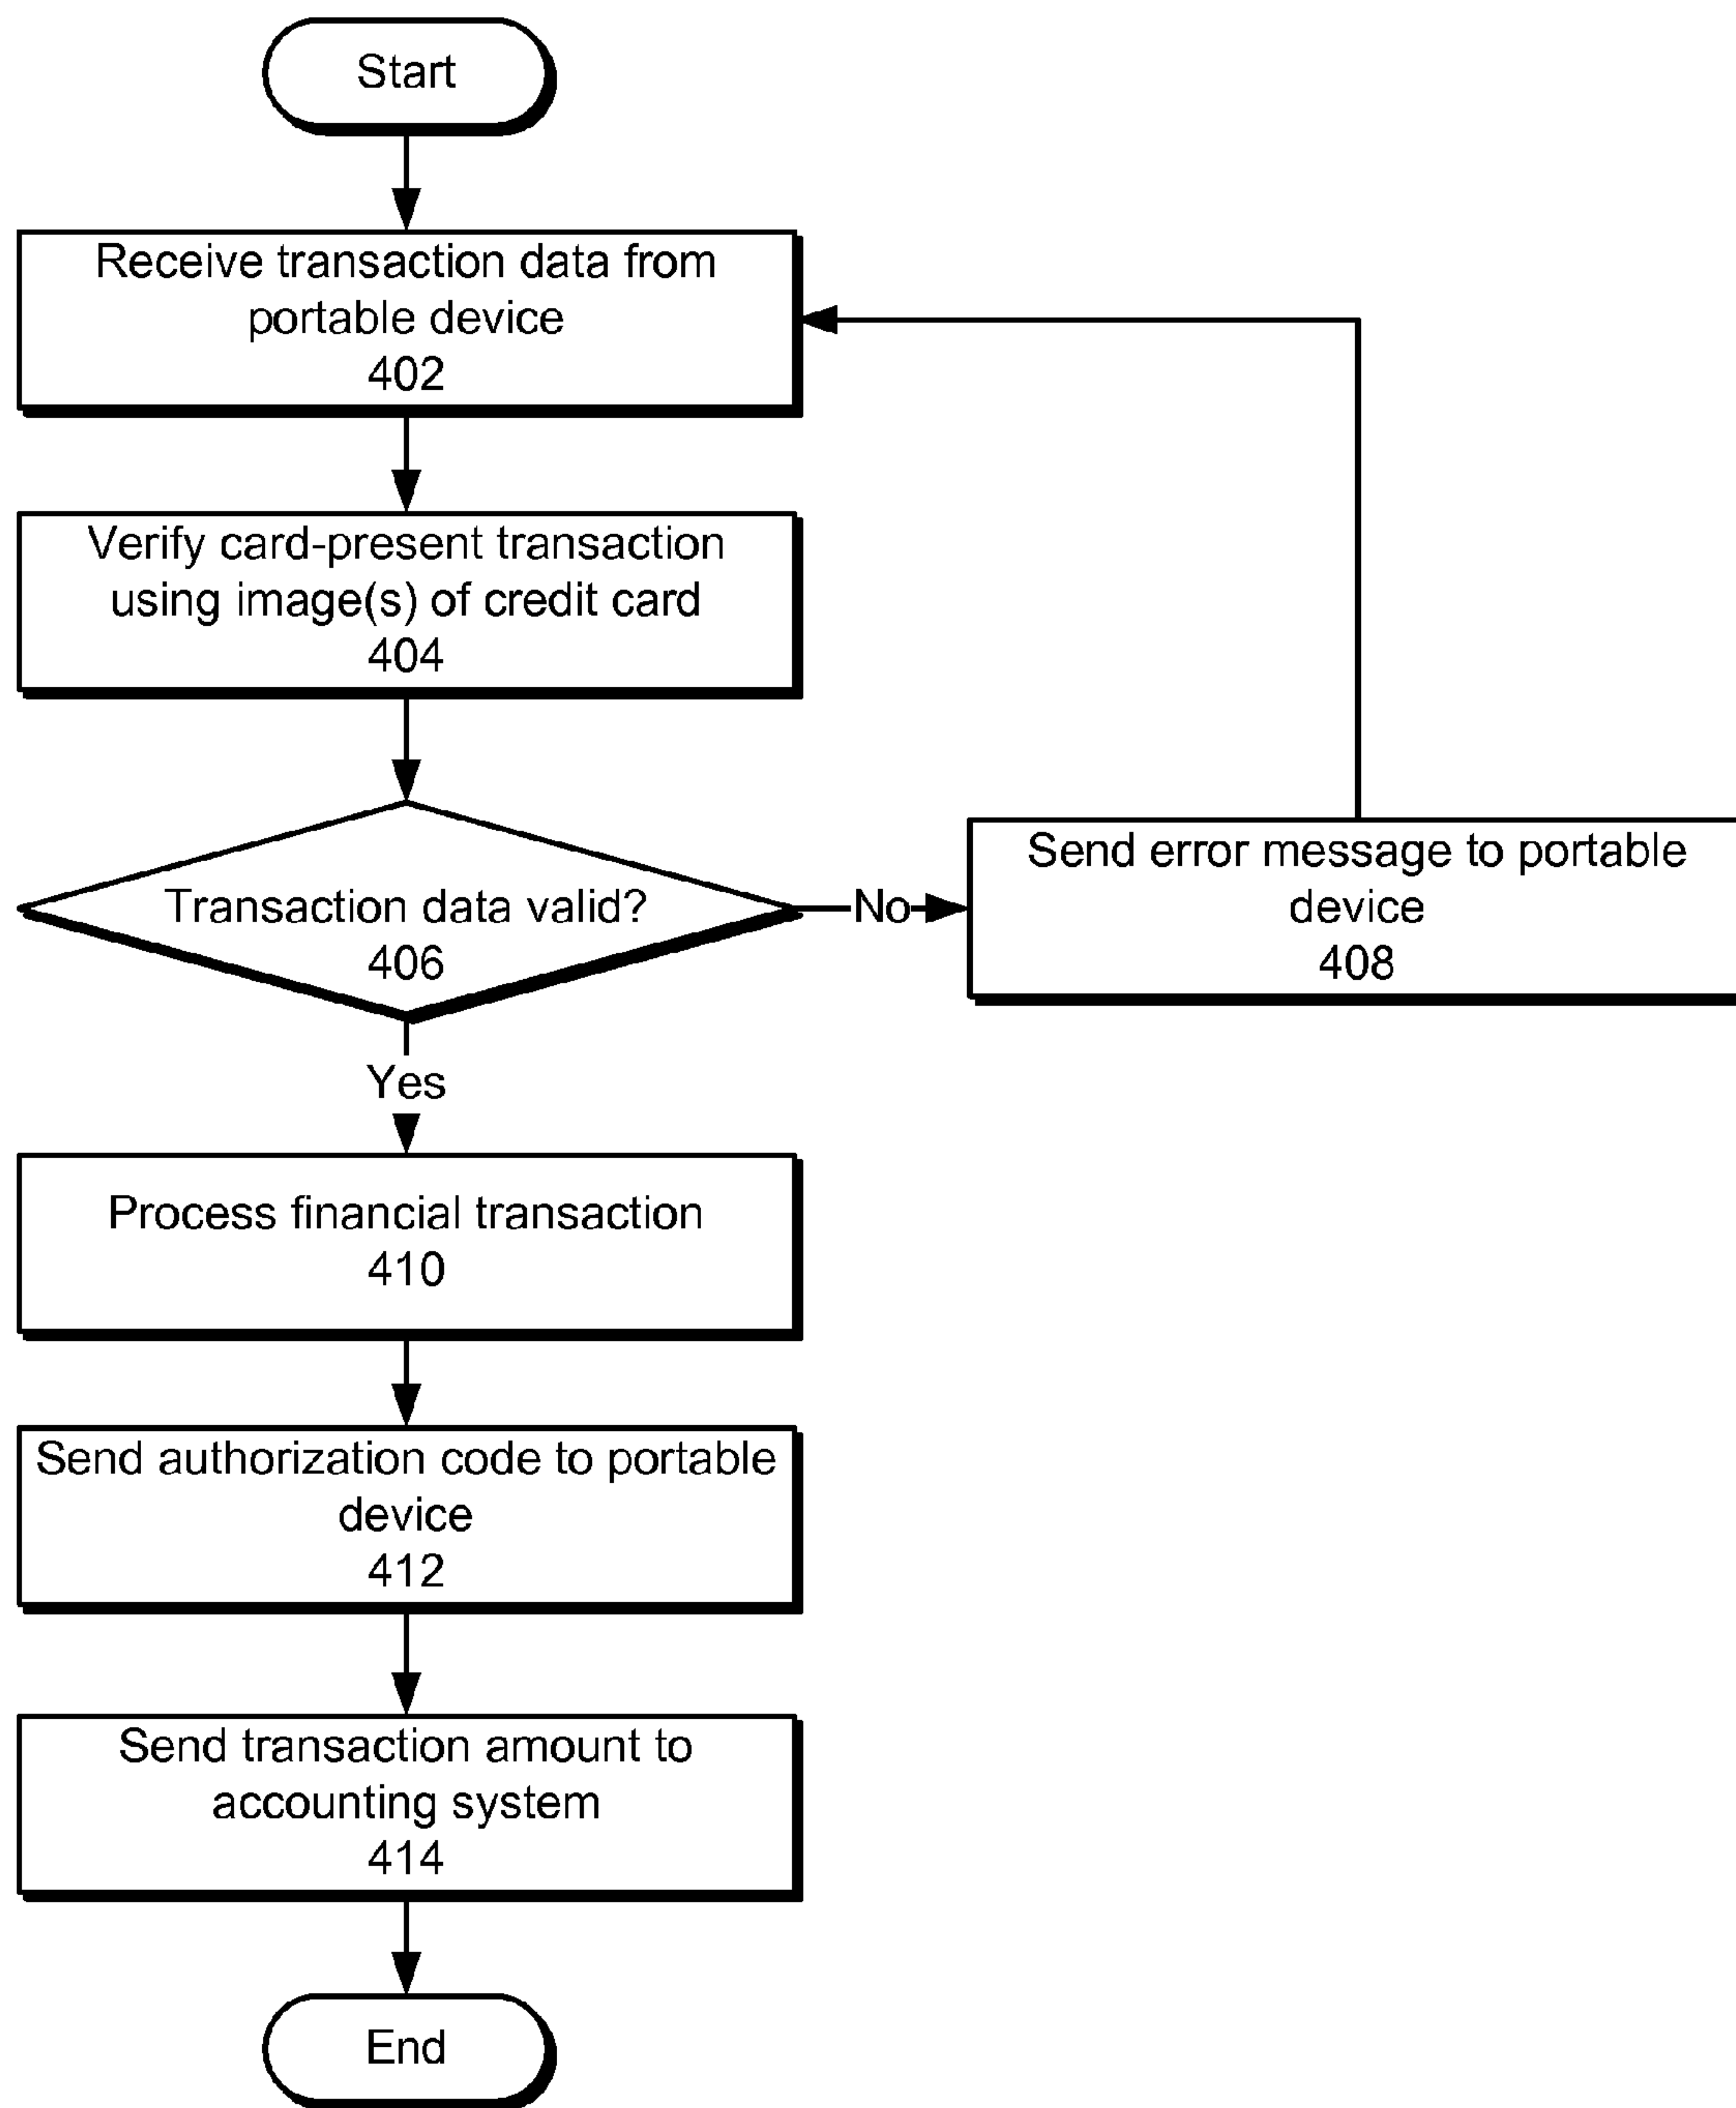 Start
Receive transaction data from
portable device
402
Verify card-present transaction
using image(s) of credit card
404
Transaction data valid?
406
No
Send error message to portable
device
408
Yes
Process financial transaction
410
Send authorization code to portable
device
412
Send transaction amount to
accounting system
414
End